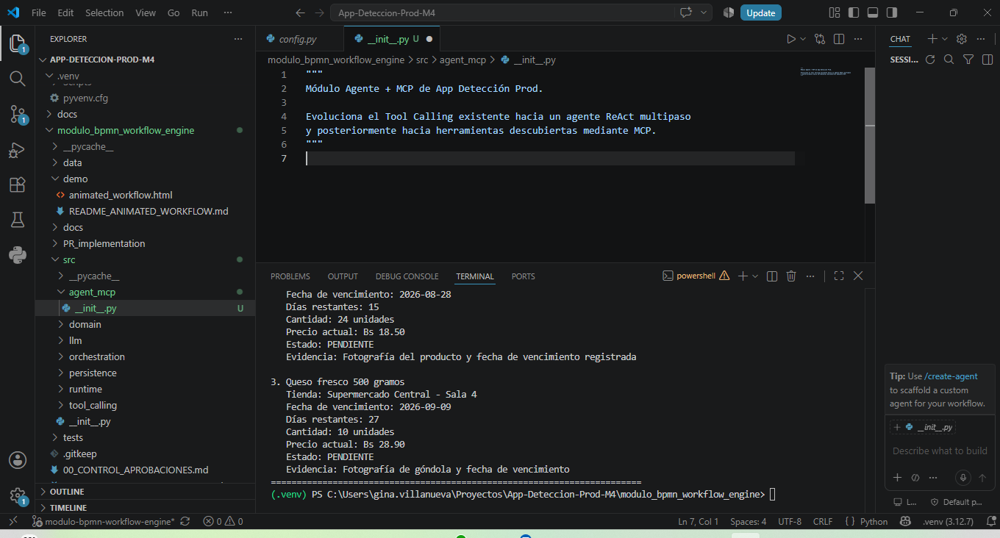 File Edit Selection View Go Run ···
App-Deteccion-Prod-M4
Update
EXPLORER ···
APP-DETECCION-PROD-M4
.venv
Scripts
pyvenv.cfg
docs
modulo_bpmn_workflow_engine
__pycache__
data
demo
animated_workflow.html
README_ANIMATED_WORKFLOW.md
docs
PR_implementation
src
__pycache__
agent_mcp
__init__.py U
domain
llm
orchestration
persistence
runtime
tool_calling
__init__.py
tests
.gitkeep
00_CONTROL_APROBACIONES.md
OUTLINE
TIMELINE
1
1
1
config.py
__init__.py U
modulo_bpmn_workflow_engine > src > agent_mcp > __init__.py
1 """
2 Módulo Agente + MCP de App Detección Prod.
3
4 Evoluciona el Tool Calling existente hacia un agente ReAct multipaso
5 y posteriormente hacia herramientas descubiertas mediante MCP.
6 """
7
PROBLEMS OUTPUT DEBUG CONSOLE TERMINAL PORTS
powershell
Fecha de vencimiento: 2026-08-28
Días restantes: 15
Cantidad: 24 unidades
Precio actual: Bs 18.50
Estado: PENDIENTE
Evidencia: Fotografía del producto y fecha de vencimiento registrada
3. Queso fresco 500 gramos
Tienda: Supermercado Central - Sala 4
Fecha de vencimiento: 2026-09-09
Días restantes: 27
Cantidad: 10 unidades
Precio actual: Bs 28.90
Estado: PENDIENTE
Evidencia: Fotografía de góndola y fecha de vencimiento
========================================================================
(.venv) PS C:\Users\gina.villanueva\Proyectos\App-Deteccion-Prod-M4\modulo_bpmn_workflow_engine>
CHAT
SESSI...
Tip: Use /create-agent
to scaffold a custom
agent for your workflow.
__init__.py
Describe what to build
L...
Default p...
modulo-bpmn-workflow-engine*
0 0
Ln 7, Col 1 Spaces: 4 UTF-8 CRLF { } Python .venv (3.12.7)